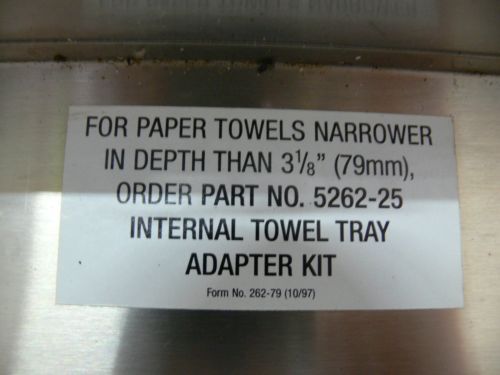 FOR PAPER TOWELS NARROWER
IN DEPTH THAN 3⅛" (79mm),
ORDER PART NO. 5262-25
INTERNAL TOWEL TRAY
ADAPTER KIT
Form No. 262-79 (10/97)